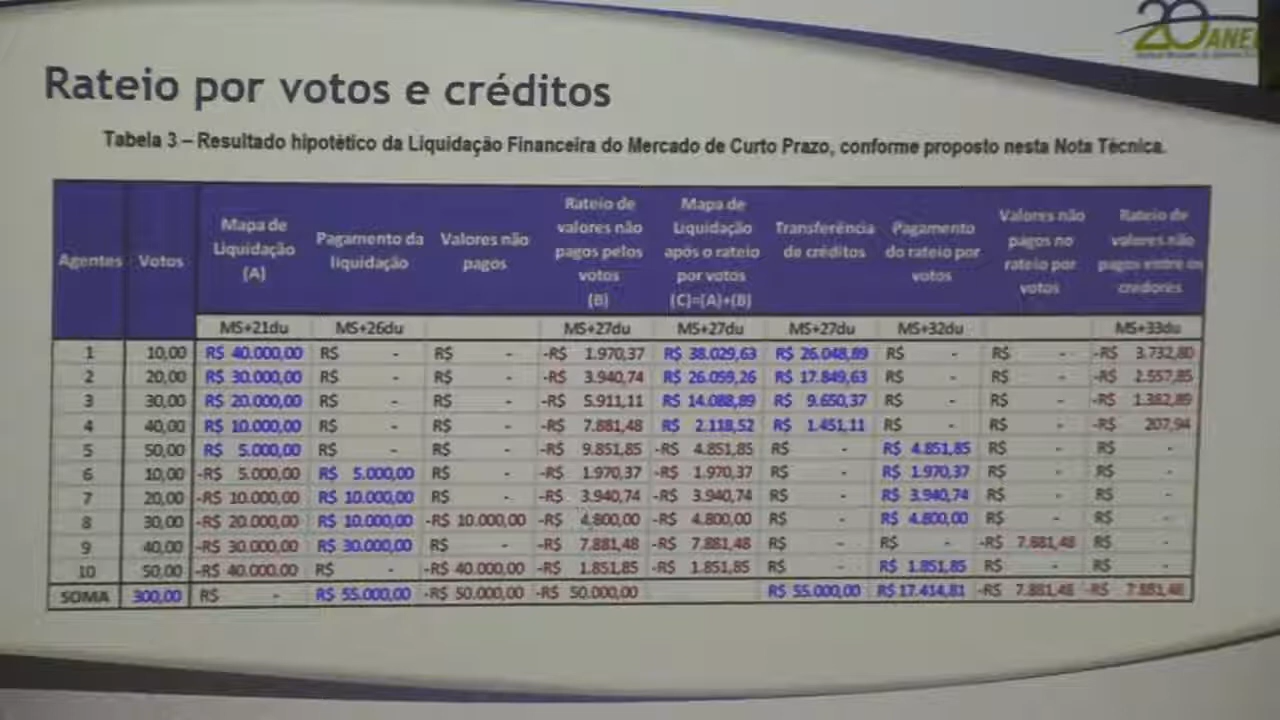 20 ANEEL
Rateio por votos e créditos
Tabela 3 – Resultado hipotético da Liquidação Financeira do Mercado de Curto Prazo, conforme proposto nesta Nota Técnica.
Agentes Votos Mapa de Liquidação (A) Pagamento da liquidação Valores não pagos Rateio de valores não pagos pelos votos (B) Mapa de Liquidação após o rateio por votos (C)=(A)+(B) Transferência de créditos Pagamento do rateio por votos Valores não pagos no rateio por votos Rateio de valores não pagos entre os credores
MS+21du MS+26du MS+27du MS+27du MS+27du MS+32du MS+33du
1 10,00 R$ 40.000,00 R$ - R$ - -R$ 1.970,37 R$ 38.029,63 R$ 26.048,89 R$ - R$ - -R$ 3.732,80
2 20,00 R$ 30.000,00 R$ - R$ - -R$ 3.940,74 R$ 26.059,26 R$ 17.849,63 R$ - R$ - -R$ 2.557,85
3 30,00 R$ 20.000,00 R$ - R$ - -R$ 5.911,11 R$ 14.088,89 R$ 9.650,37 R$ - R$ - -R$ 1.382,89
4 40,00 R$ 10.000,00 R$ - R$ - -R$ 7.881,48 R$ 2.118,52 R$ 1.451,11 R$ - R$ - -R$ 207,94
5 50,00 R$ 5.000,00 R$ - R$ - -R$ 9.851,85 -R$ 4.851,85 R$ - R$ 4.851,85 R$ - R$ -
6 10,00 -R$ 5.000,00 R$ 5.000,00 R$ - -R$ 1.970,37 -R$ 1.970,37 R$ - R$ 1.970,37 R$ - R$ -
7 20,00 -R$ 10.000,00 R$ 10.000,00 R$ - -R$ 3.940,74 -R$ 3.940,74 R$ - R$ 3.940,74 R$ - R$ -
8 30,00 -R$ 20.000,00 R$ 10.000,00 -R$ 10.000,00 -R$ 4.800,00 -R$ 4.800,00 R$ - R$ 4.800,00 R$ - R$ -
9 40,00 -R$ 30.000,00 R$ 30.000,00 R$ - -R$ 7.881,48 -R$ 7.881,48 R$ - R$ - -R$ 7.881,48 R$ -
10 50,00 -R$ 40.000,00 R$ - -R$ 40.000,00 -R$ 1.851,85 -R$ 1.851,85 R$ - R$ 1.851,85 R$ - R$ -
SOMA 300,00 R$ - R$ 55.000,00 -R$ 50.000,00 -R$ 50.000,00 R$ 55.000,00 R$ 17.414,81 -R$ 7.881,48 -R$ 7.881,48